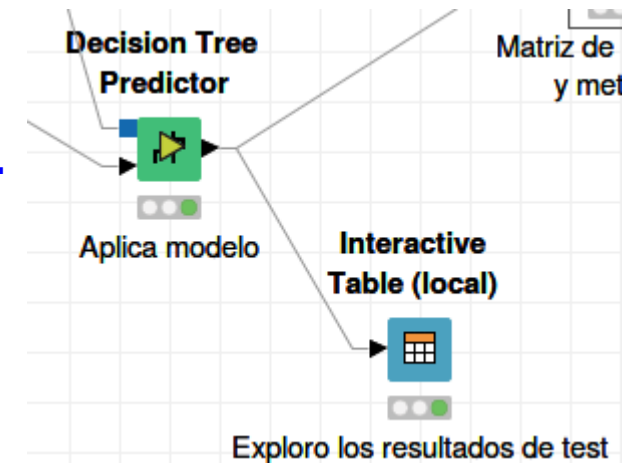 Decision Tree
Predictor
Aplica modelo
Matriz de
y met
Interactive
Table (local)
Exploro los resultados de test